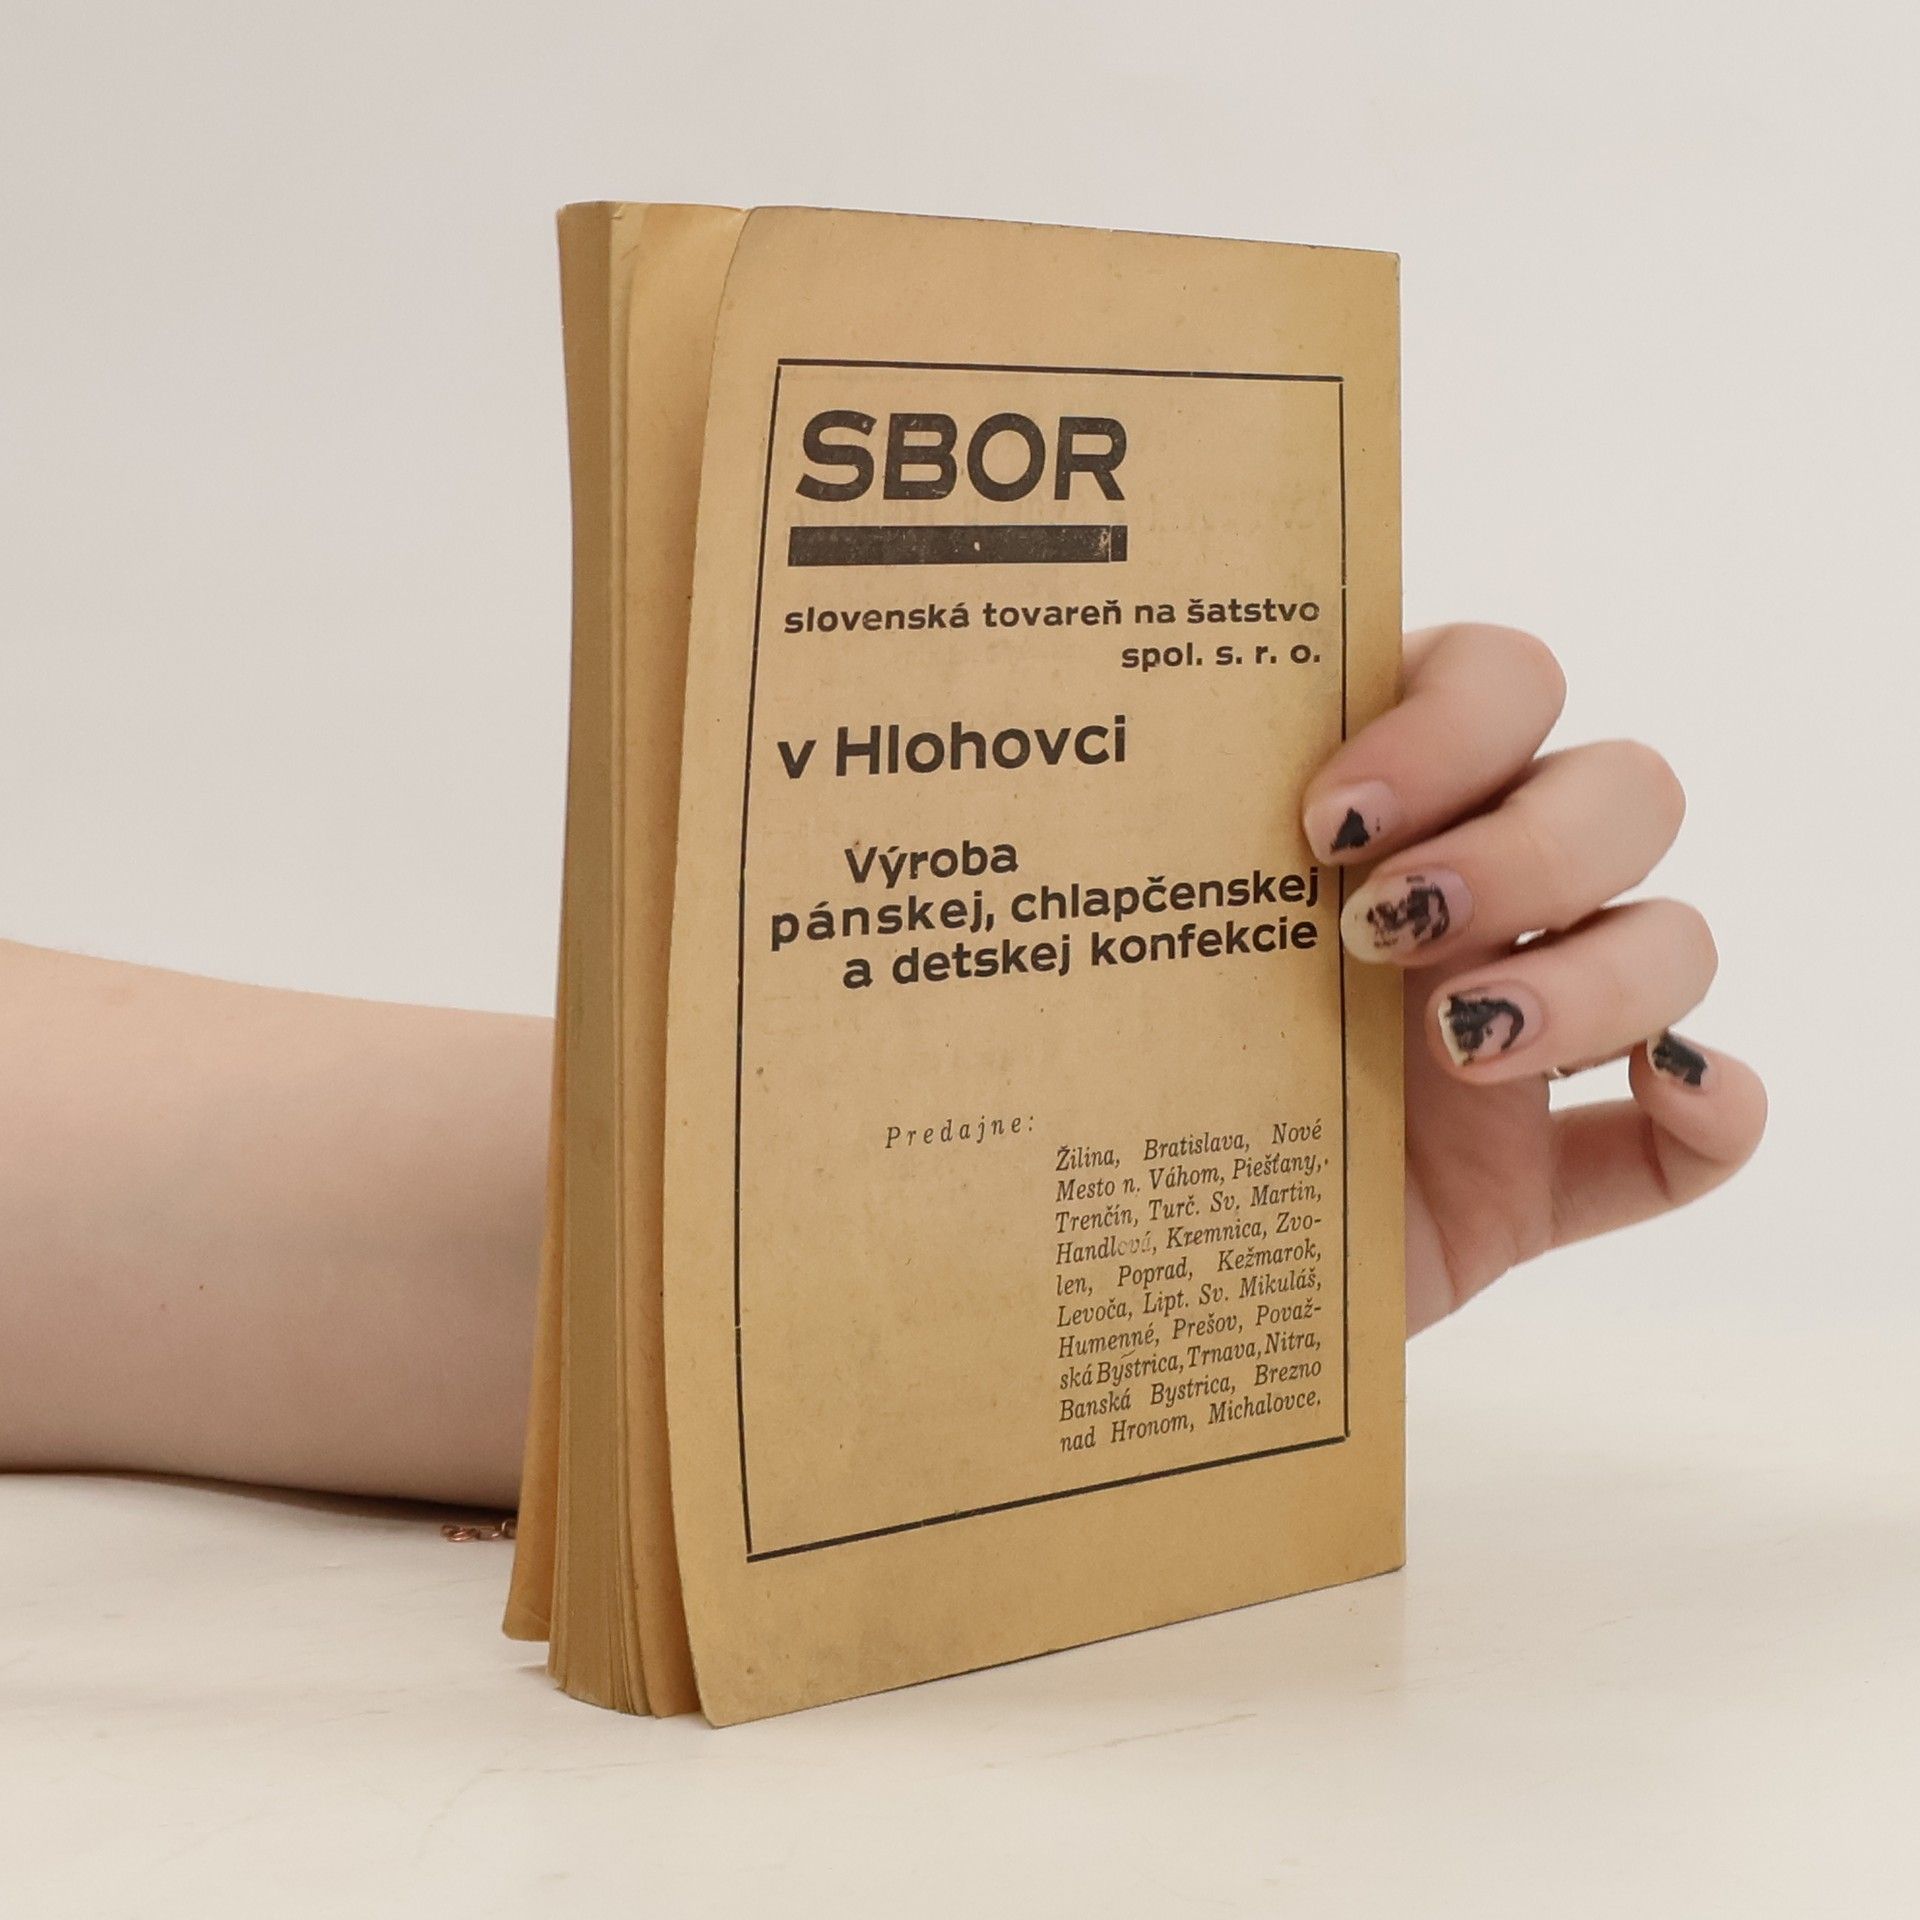 SBOR
slovenská tovareň na šatstvo
spol. s. r. o.
v Hlohovci
Výroba
pánskej, chlapčenskej
a detskej konfekcie
Predajne:
Žilina, Bratislava, Nové
Mesto n. Váhom, Piešťany,
Trenčín, Turč. Sv. Martin,
Handlová, Kremnica, Zvo-
len, Poprad, Kežmarok,
Levoča, Lipt. Sv. Mikuláš,
Humenné, Prešov, Považ-
ská Bystrica, Trnava, Nitra,
Banská Bystrica, Brezno
nad Hronom, Michalovce.